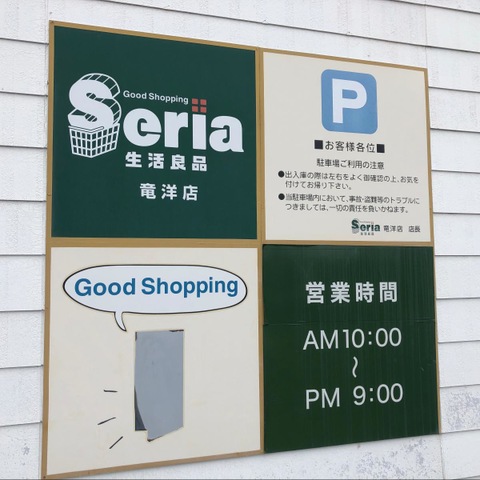 Good Shopping
Seria
生活良品
竜洋店
P
■お客様各位■
駐車場ご利用の注意
●出入庫の際は左右をよく御確認の上、お気を
付けてお帰り下さい。
●当駐車場内において、事故・盗難等のトラブルに
つきましては、一切の責任を負いかねます。
Seria 生活良品 竜洋店 店長
Good Shopping
営業時間
AM10:00
~
PM 9:00